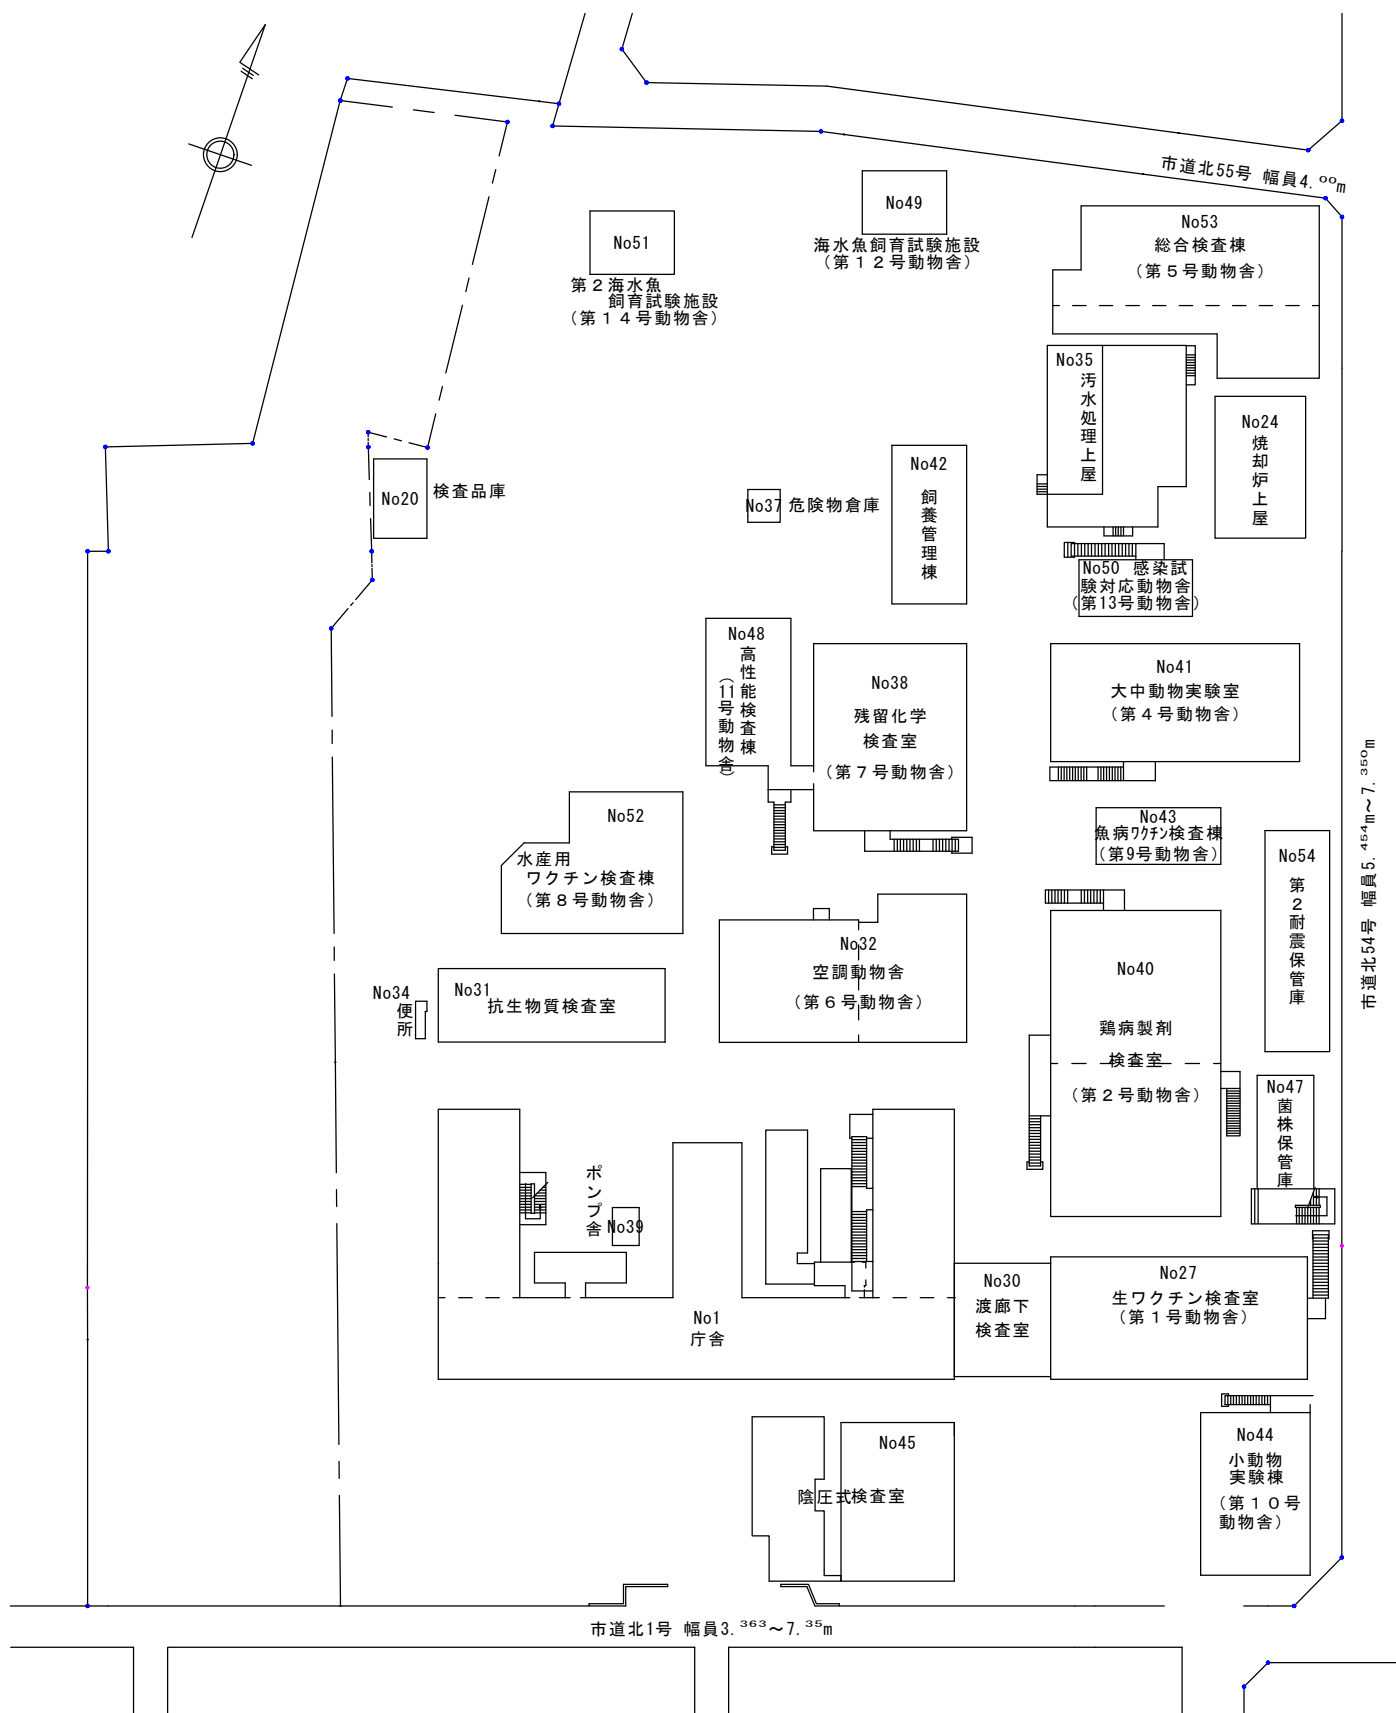 市道北55号 幅員4.⁰⁰m
No49
海水魚飼育試験施設
(第12号動物舎)
No51
第2海水魚
飼育試験施設
(第14号動物舎)
No53
総合検査棟
(第5号動物舎)
No35
汚水処理上屋
No24
焼却炉上屋
No42
飼養管理棟
No20
検査品庫
No37
危険物倉庫
No50 感染試
験対応動物舎
(第13号動物舎)
No48
高性能検査棟
(11号動物舎)
No38
残留化学
検査室
(第7号動物舎)
No41
大中動物実験室
(第4号動物舎)
市道北54号 幅員5.⁴⁵⁴m~7.³⁵⁰m
No52
水産用
ワクチン検査棟
(第8号動物舎)
No43
魚病ワクチン検査棟
(第9号動物舎)
No54
第2耐震保管庫
No32
空調動物舎
(第6号動物舎)
No40
鶏病製剤
検査室
(第2号動物舎)
No34
便所
No31
抗生物質検査室
No47
菌株保管庫
ポンプ舎
No39
No1
庁舎
No30
渡廊下
検査室
No27
生ワクチン検査室
(第1号動物舎)
No45
陰圧式検査室
No44
小動物
実験棟
(第10号
動物舎)
市道北1号 幅員3.³⁶³~7.³⁵m